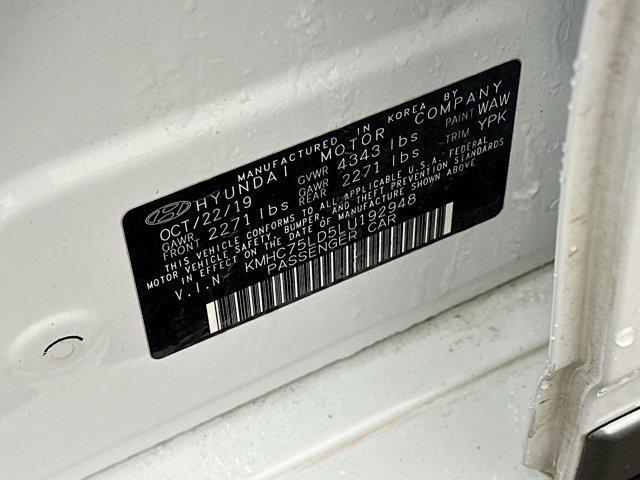 MANUFACTURED IN KOREA BY
HYUNDAI MOTOR COMPANY
OCT/22/19 GVWR 4343 lbs PAINT WAW
GAWR FRONT 2271 lbs GAWR REAR 2271 lbs TRIM YPK
THIS VEHICLE CONFORMS TO ALL APPLICABLE U.S.A. FEDERAL
MOTOR VEHICLE SAFETY, BUMPER, AND THEFT PREVENTION STANDARDS
IN EFFECT ON THE DATE OF MANUFACTURE SHOWN ABOVE
V.I.N KMHC75LD5LU192948
PASSENGER CAR